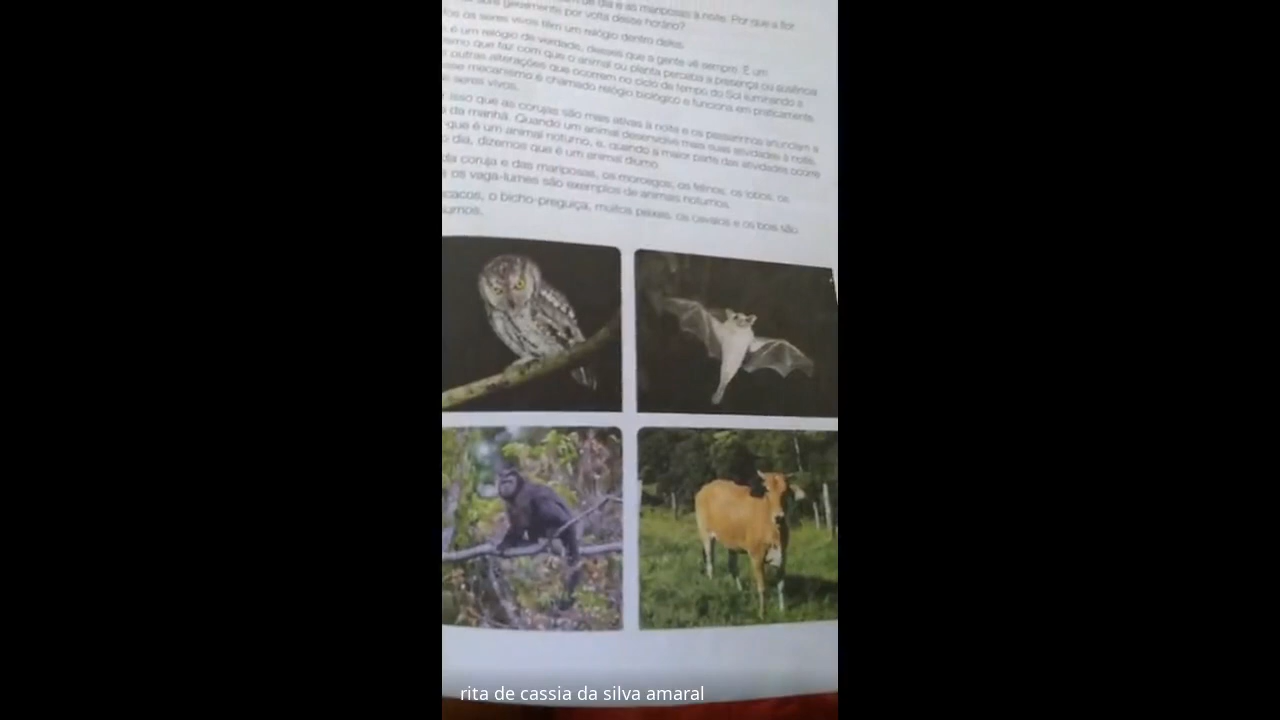 de dia e as mariposas à noite. Por que a flor
abre geralmente por volta desse horário?
os seres vivos têm um relógio dentro deles.
é um relógio de verdade, desses que a gente vê sempre. É um
que faz com que o animal ou planta perceba a presença ou ausência
outras alterações que ocorrem no ciclo de tempo do Sol iluminando a
mecanismo é chamado relógio biológico e funciona em praticamente
seres vivos.
isso que as corujas são mais ativas à noite e os passarinhos anunciam a
da manhã. Quando um animal desenvolve mais suas atividades à noite,
que é um animal noturno, e, quando a maior parte das atividades ocorre
dia, dizemos que é um animal diurno.
da coruja e das mariposas, os morcegos, os felinos, os lobos, os
e os vaga-lumes são exemplos de animais noturnos.
o bicho-preguiça, muitos peixes, os cavalos e os bois são
rita de cassia da silva amaral